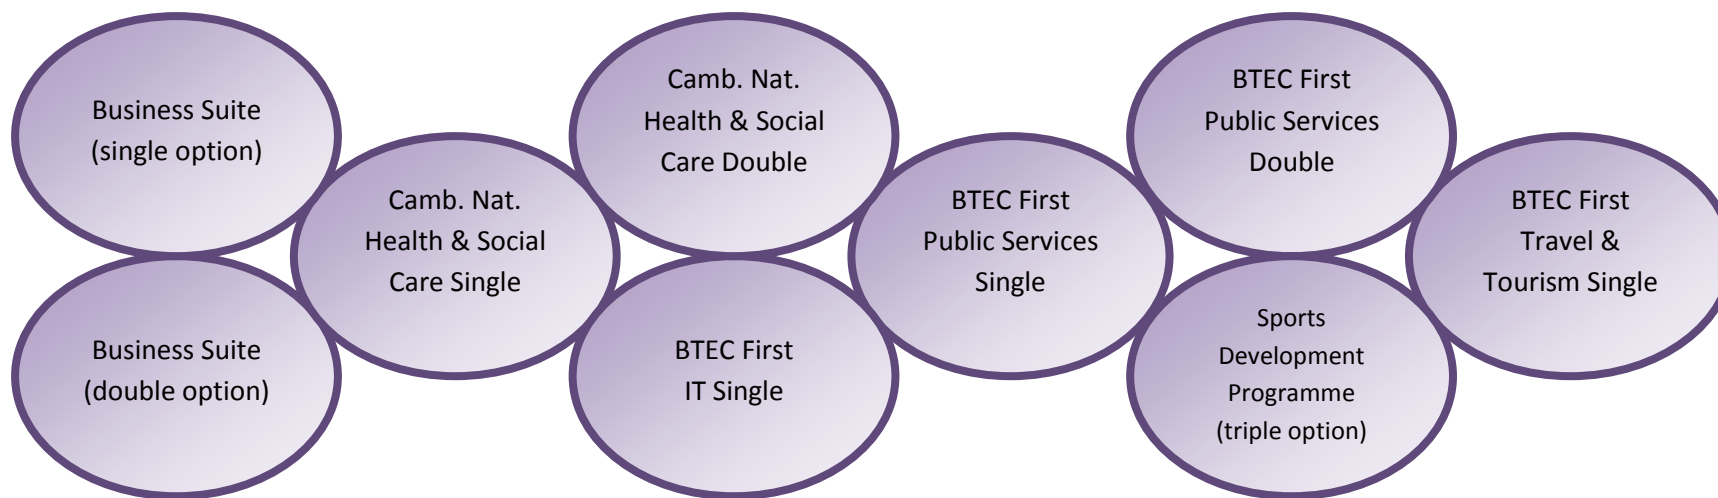 Business Suite
(single option)
Business Suite
(double option)
Camb. Nat.
Health & Social
Care Single
Camb. Nat.
Health & Social
Care Double
BTEC First
IT Single
BTEC First
Public Services
Single
BTEC First
Public Services
Double
Sports
Development
Programme
(triple option)
BTEC First
Travel &
Tourism Single